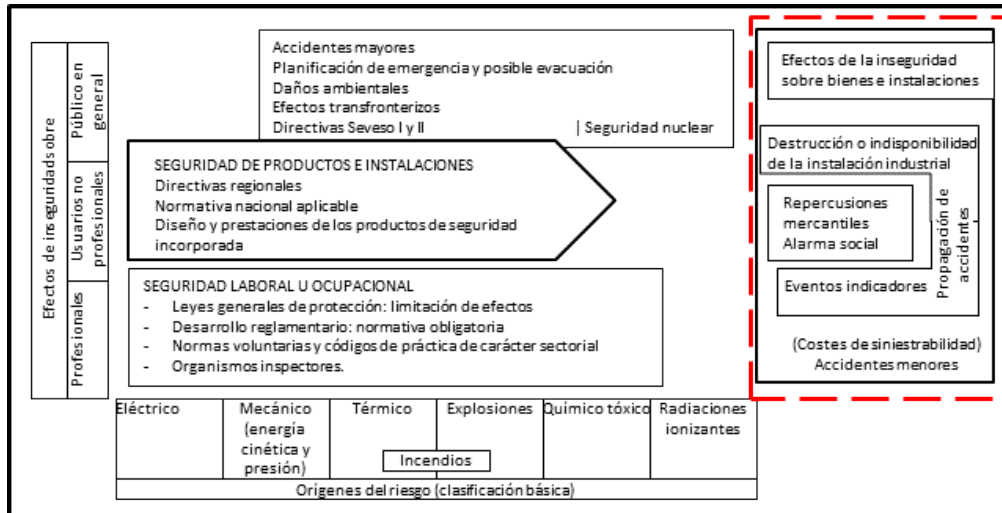 Efectos de inseguridad sobre
Público en
general
Usuarios no
profesionales
Profesionales
Accidentes mayores
Planificación de emergencia y posible evacuación
Daños ambientales
Efectos transfronterizos
Directivas Seveso I y II | Seguridad nuclear
SEGURIDAD DE PRODUCTOS E INSTALACIONES
Directivas regionales
Normativa nacional aplicable
Diseño y prestaciones de los productos de seguridad
incorporada
SEGURIDAD LABORAL U OCUPACIONAL
- Leyes generales de protección: limitación de efectos
- Desarrollo reglamentario: normativa obligatoria
- Normas voluntarias y códigos de práctica de carácter sectorial
- Organismos inspectores.
Eléctrico
Mecánico
(energía
cinética y
presión)
Térmico
Explosiones
Químico tóxico
Radiaciones
ionizantes
Incendios
Orígenes del riesgo (clasificación básica)
Efectos de la inseguridad
sobre bienes e instalaciones
Destrucción o indisponibilidad
de la instalación industrial
Repercusiones
mercantiles
Alarma social
Propagación de
accidentes
Eventos indicadores
(Costes de siniestrabilidad)
Accidentes menores